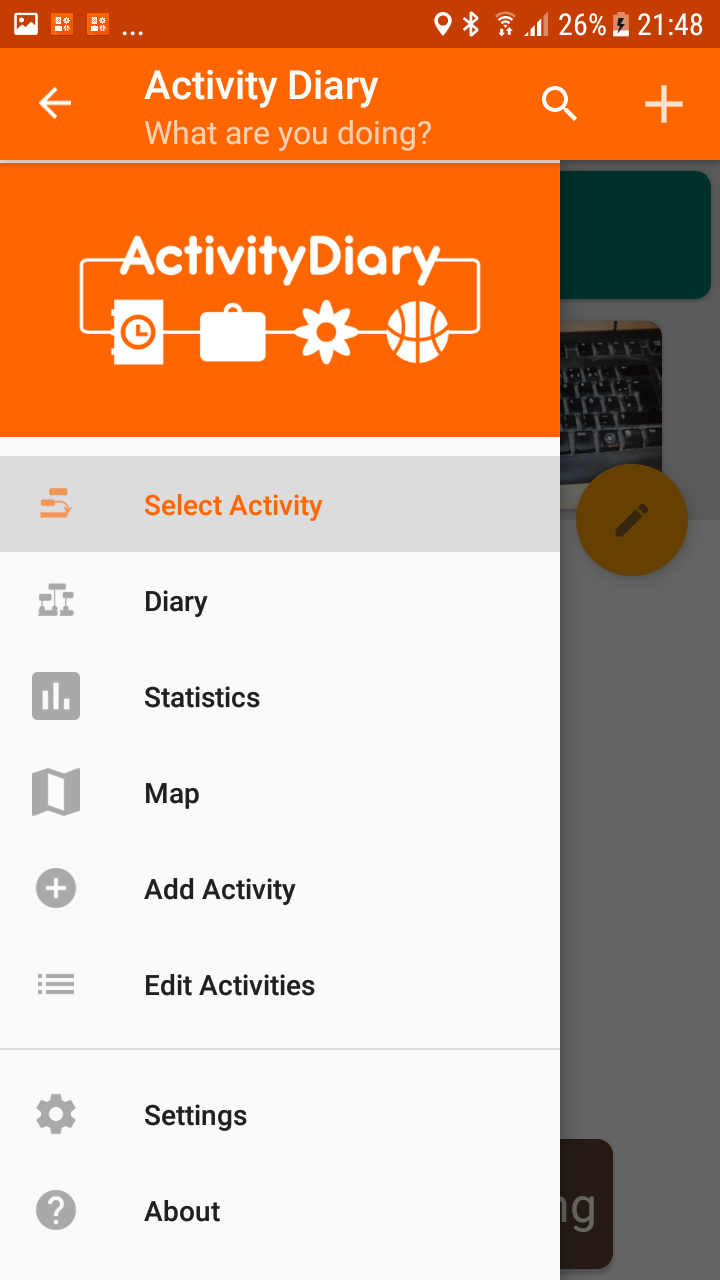 ... 26% 21:48
Activity Diary
What are you doing?
ActivityDiary
Select Activity
Diary
Statistics
Map
Add Activity
Edit Activities
Settings
About
ng